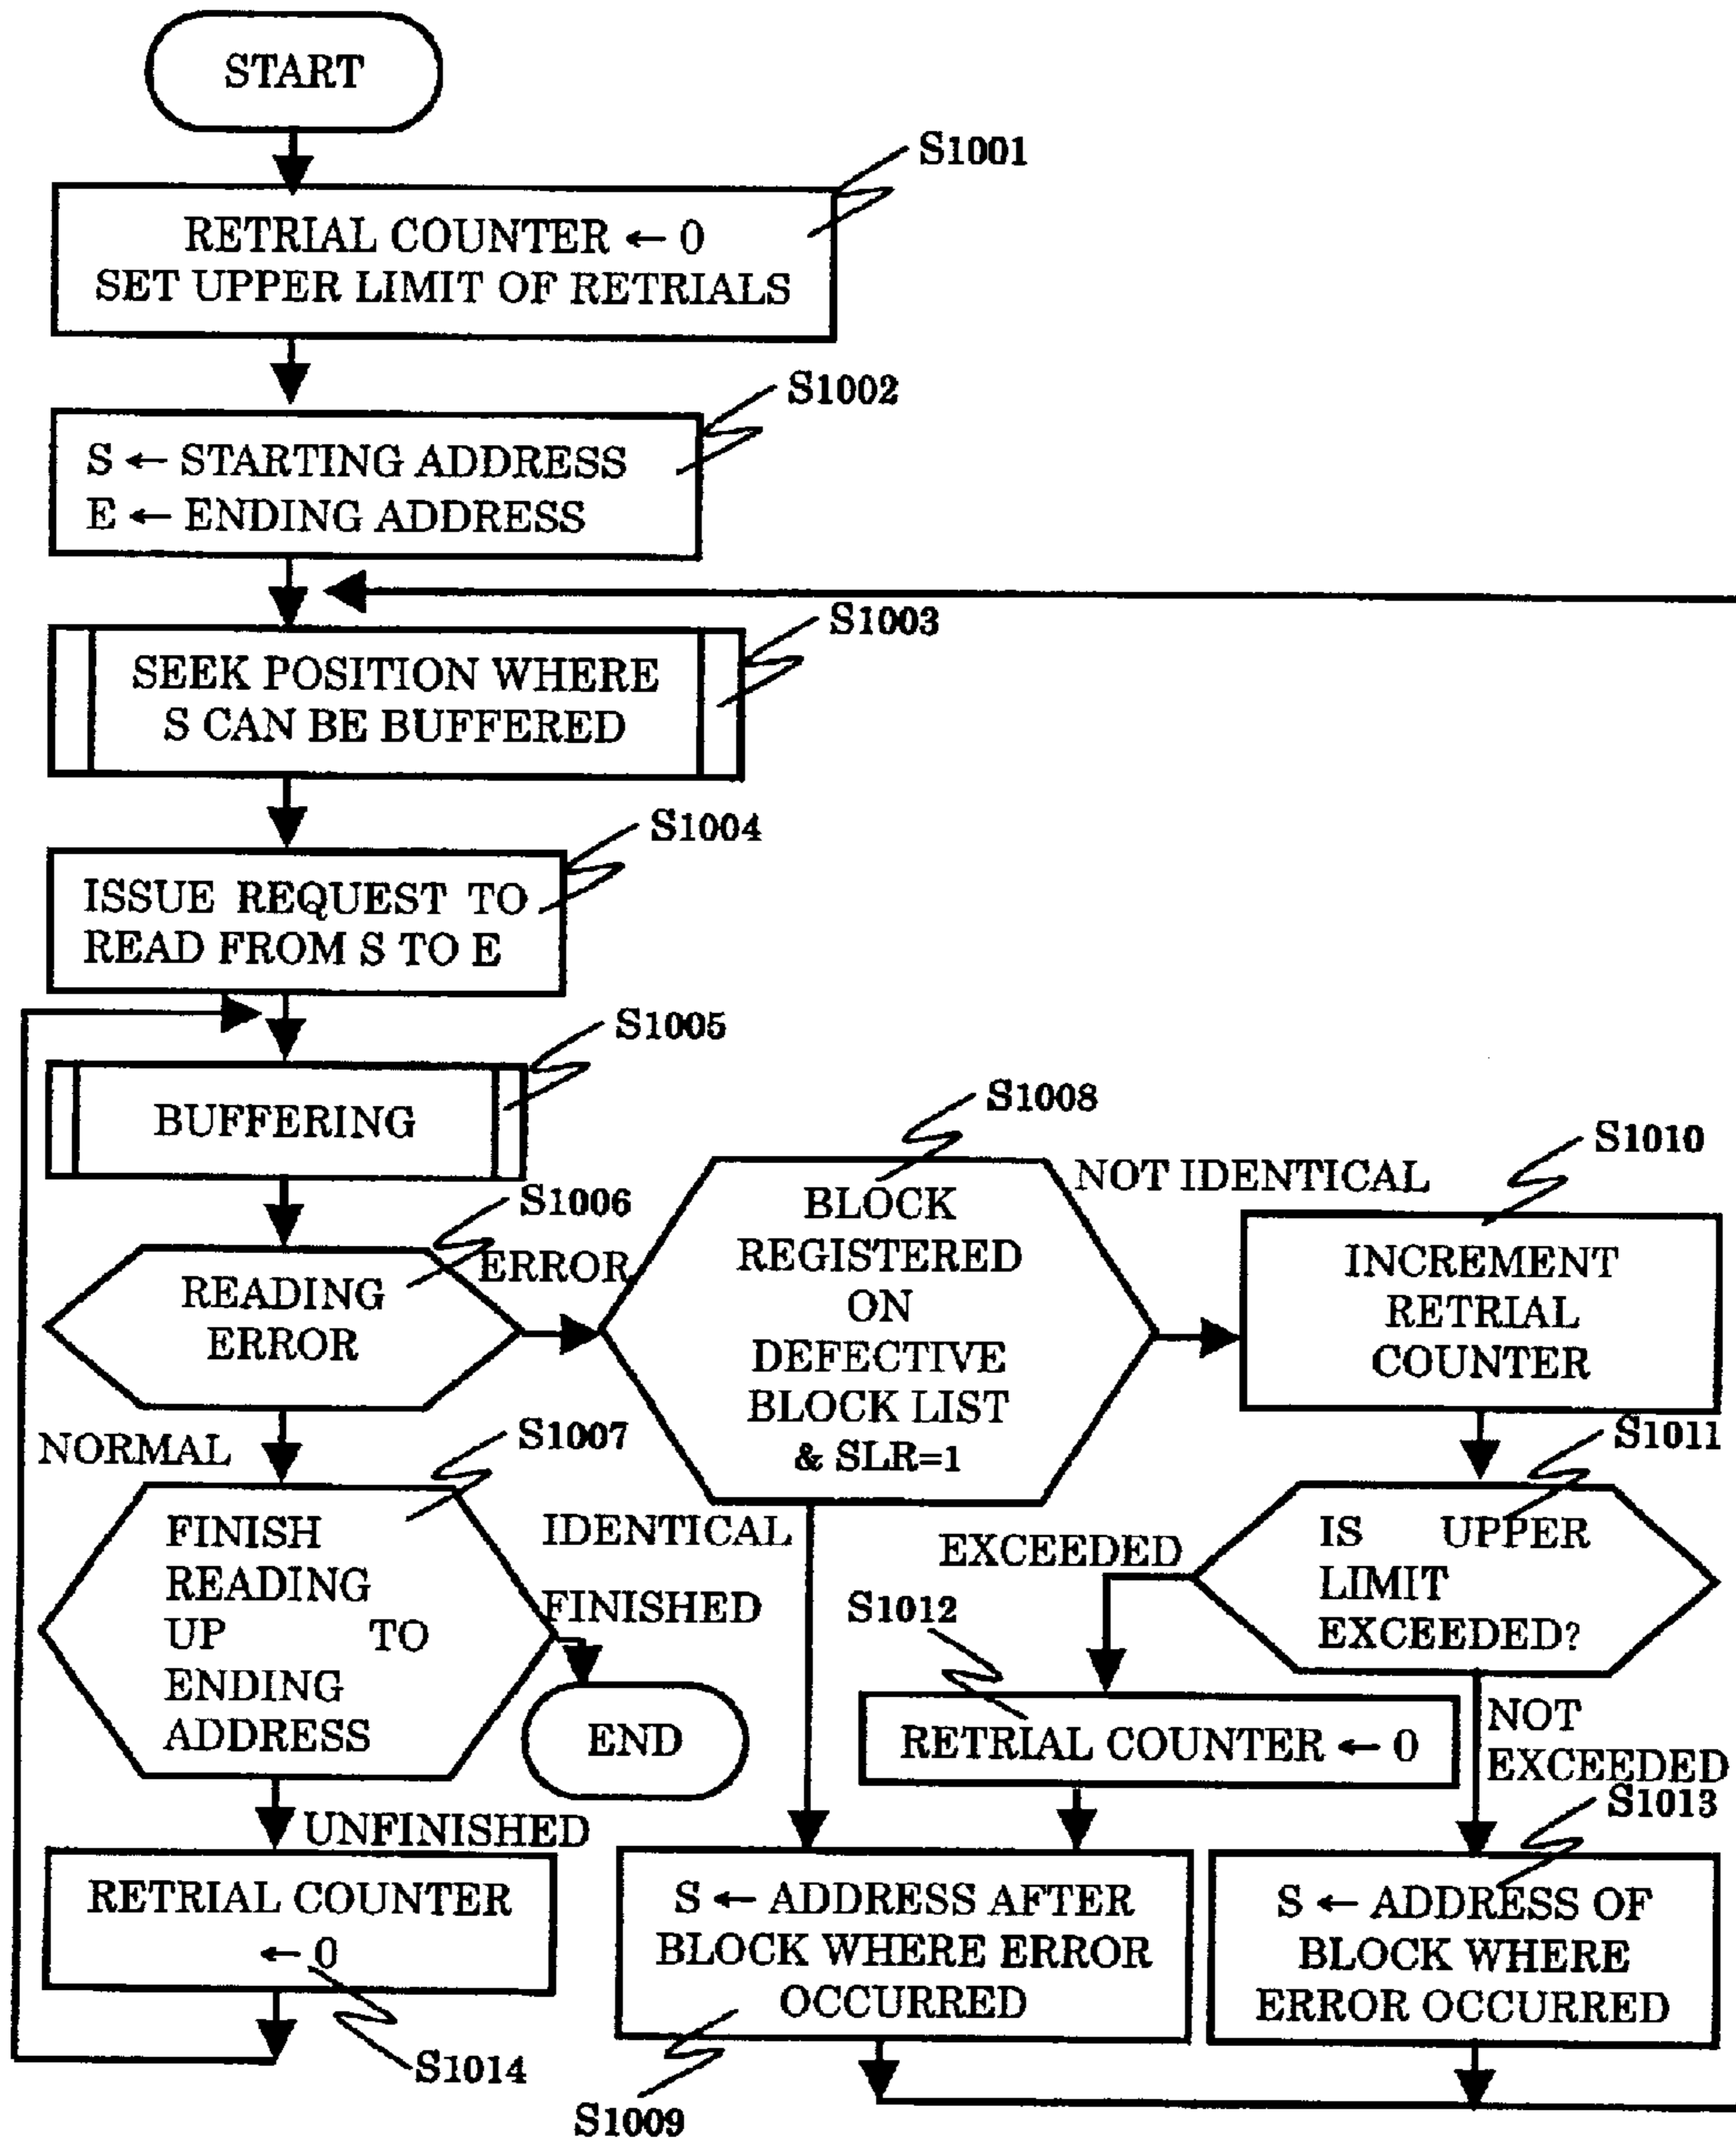 START
S1001
RETRIAL COUNTER ← 0
SET UPPER LIMIT OF RETRIALS
S1002
S ← STARTING ADDRESS
E ← ENDING ADDRESS
S1003
SEEK POSITION WHERE
S CAN BE BUFFERED
S1004
ISSUE REQUEST TO
READ FROM S TO E
S1005
BUFFERING
S1006
READING
ERROR
ERROR
NORMAL
S1008
BLOCK
REGISTERED
ON
DEFECTIVE
BLOCK LIST
& SLR=1
NOT IDENTICAL
IDENTICAL
S1010
INCREMENT
RETRIAL
COUNTER
S1007
FINISH
READING
UP TO
ENDING
ADDRESS
FINISHED
END
UNFINISHED
S1011
IS UPPER
LIMIT
EXCEEDED?
EXCEEDED
NOT
EXCEEDED
S1012
RETRIAL COUNTER ← 0
S1013
RETRIAL COUNTER
← 0
S1014
S ← ADDRESS AFTER
BLOCK WHERE ERROR
OCCURRED
S1009
S ← ADDRESS OF
BLOCK WHERE
ERROR OCCURRED